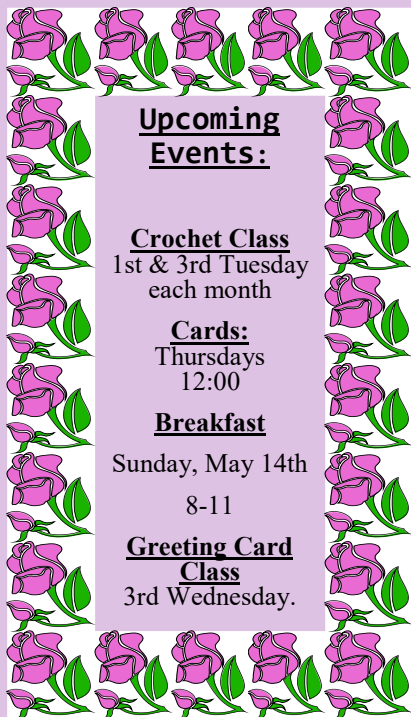 Upcoming
Events:
Crochet Class
1st & 3rd Tuesday
each month
Cards:
Thursdays
12:00
Breakfast
Sunday, May 14th
8-11
Greeting Card
Class
3rd Wednesday.